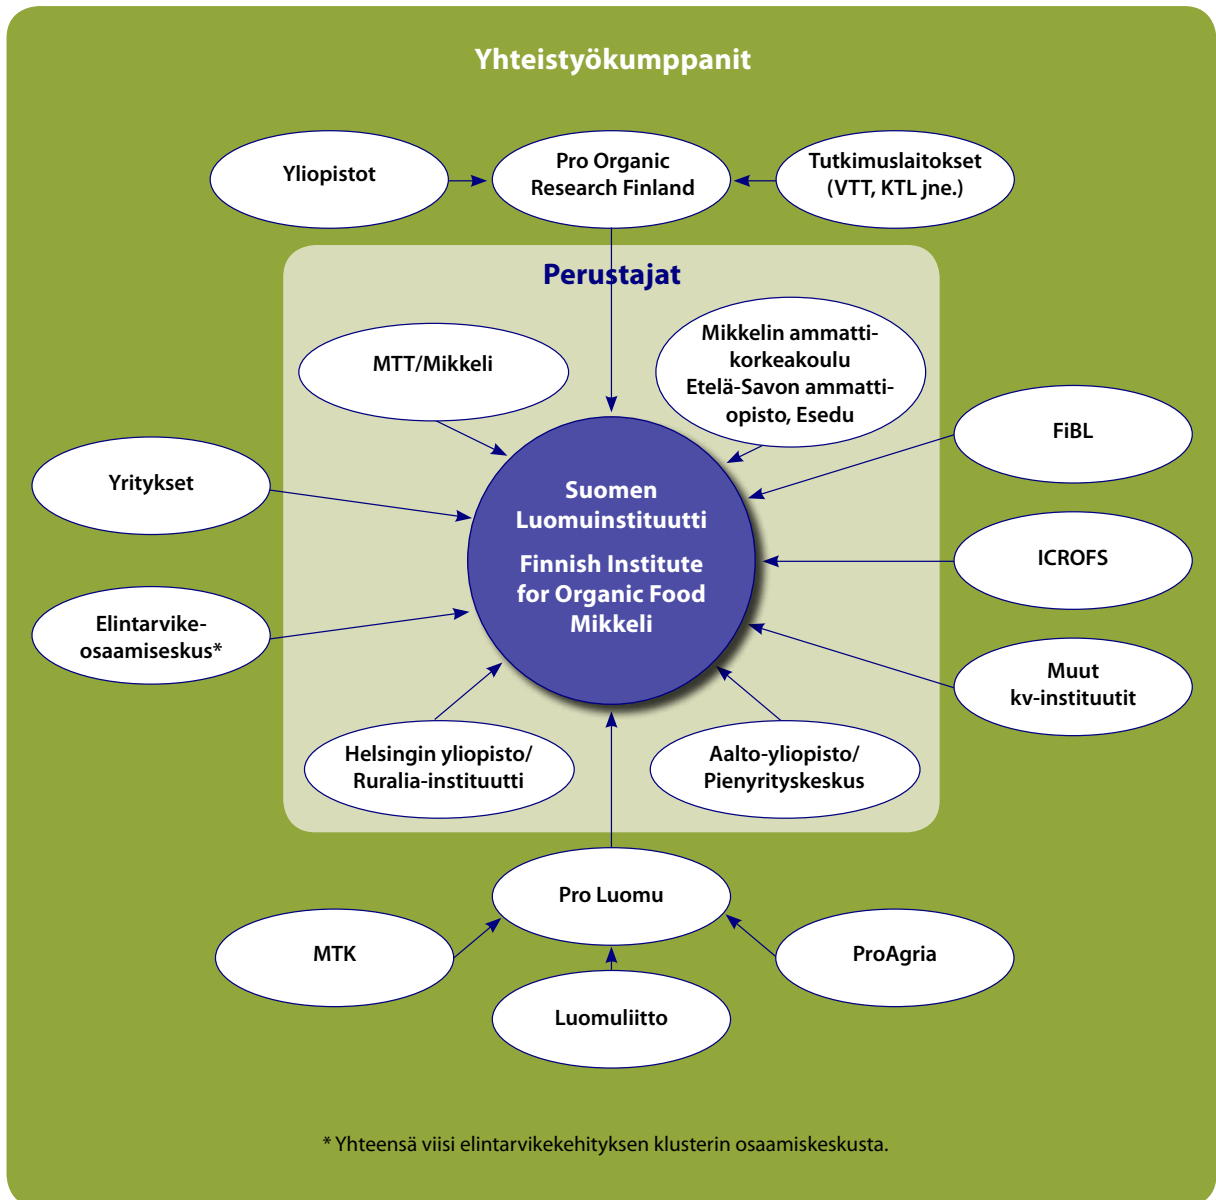 Yhteistyökumppanit
Yliopistot
Pro Organic
Research Finland
Tutkimuslaitokset
(VTT, KTL jne.)
Perustajat
MTT/Mikkeli
Mikkelin ammatti-
korkeakoulu
Etelä-Savon ammatti-
opisto, Esedu
Yritykset
FiBL
Suomen
Luomuinstituutti
Finnish Institute
for Organic Food
Mikkeli
ICROFS
Elintarvike-
osaamiseskus*
Muut
kv-instituutit
Helsingin yliopisto/
Ruralia-instituutti
Aalto-yliopisto/
Pienyrityskeskus
Pro Luomu
MTK
ProAgria
Luomuliitto
* Yhteensä viisi elintarvikekehityksen klusterin osaamiskeskusta.